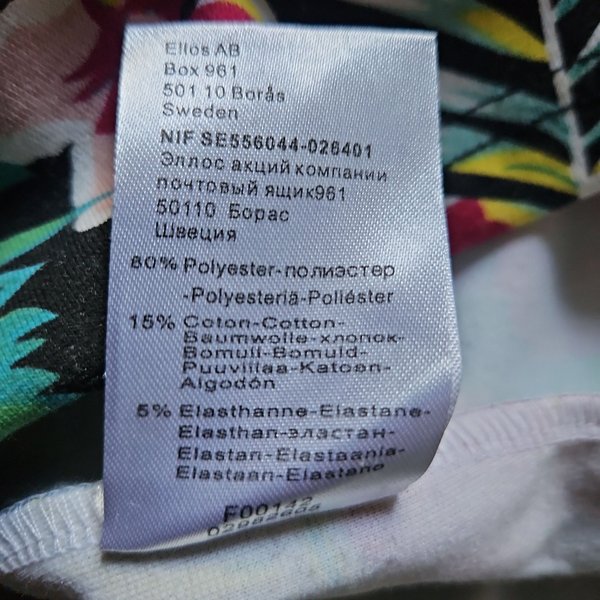 Ellos AB
Box 961
501 10 Borås
Sweden
NIF SE556044-026401
Эллос акций компании
почтовый ящик961
50110 Борас
Швеция
80% Polyester-полиэстер
-Polyesteriä-Poliéster
15% Coton-Cotton-
Baumwolle-хлопок-
Bomull-Bomuld-
Puuvillaa-Katoen-
Algodón
5% Elasthanne-Elastane-
Elasthan-эластан-
Elastan-Elastaania-
Elastaan-Elastano